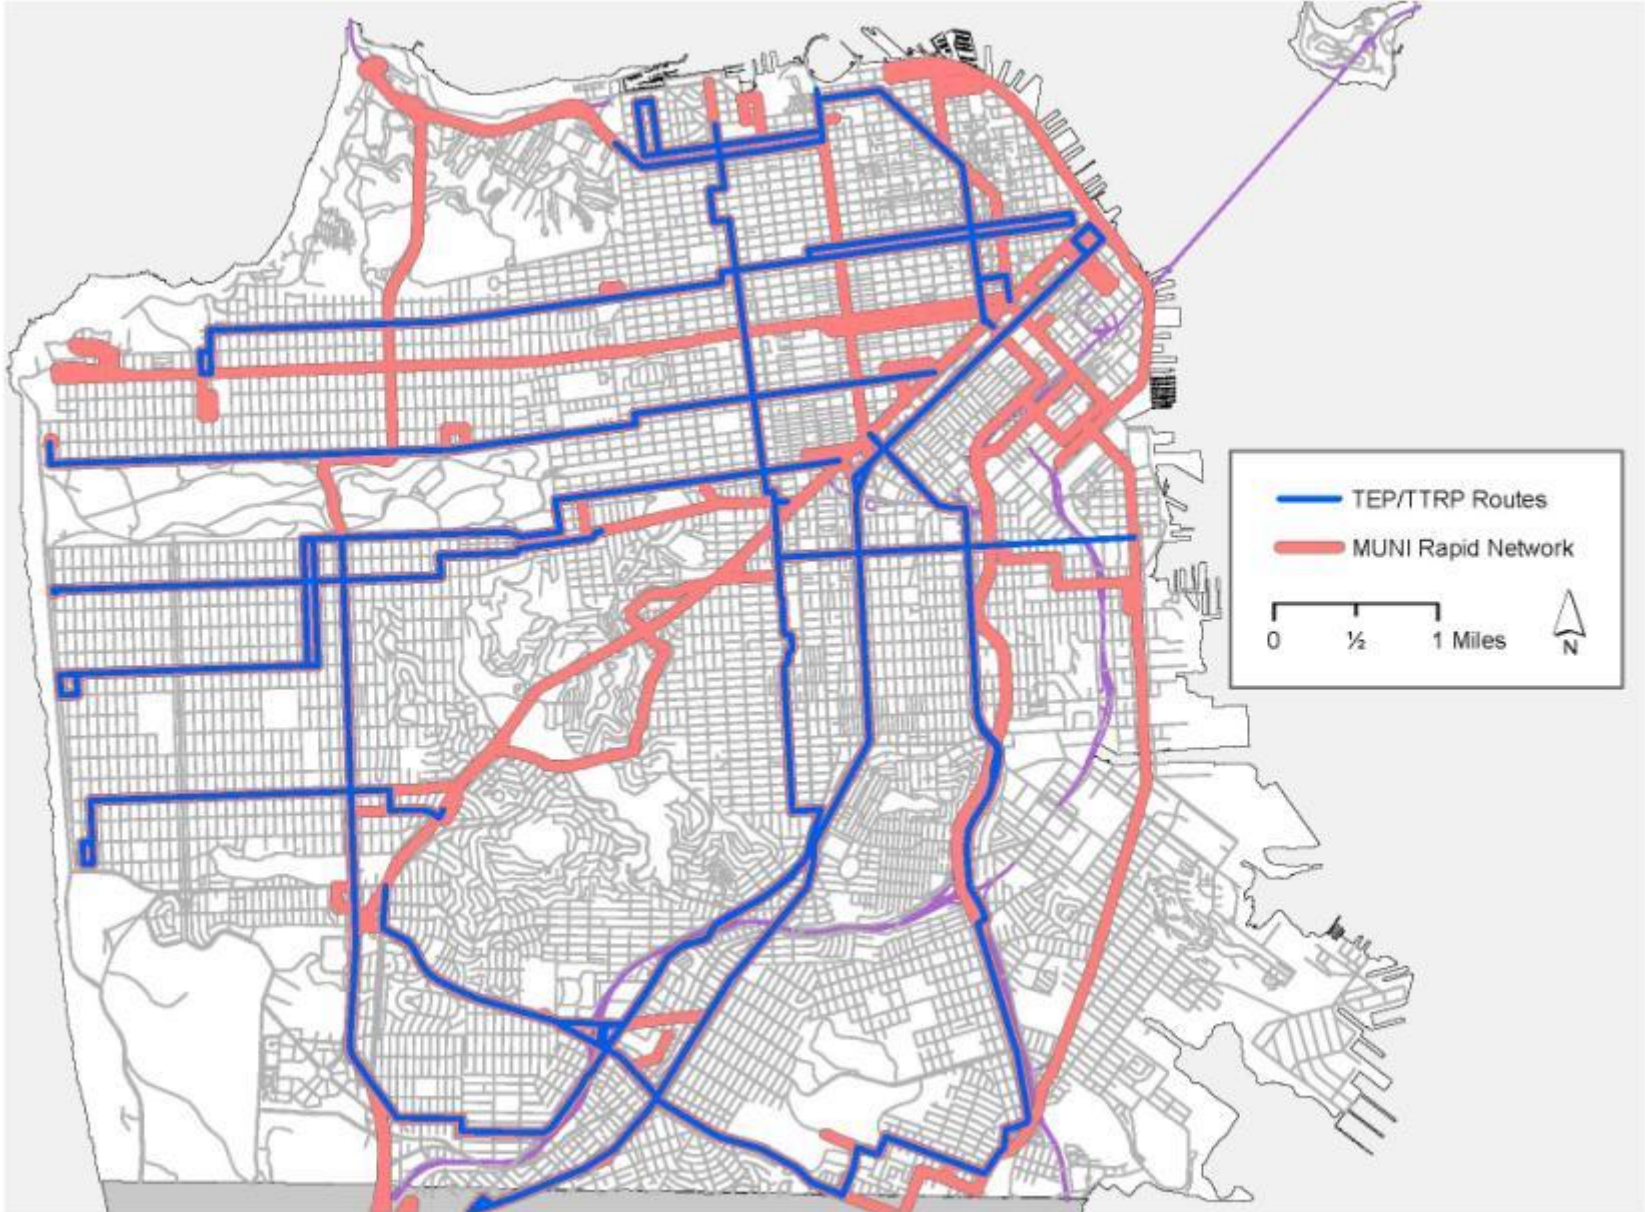 TEP/TTRP Routes
MUNI Rapid Network
0 ½ 1 Miles
N